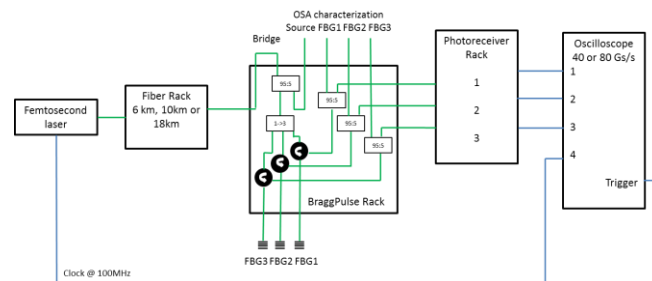 OSA characterization
Source FBG1 FBG2 FBG3
Bridge
Photoreceiver
Rack
Oscilloscope
40 or 80 Gs/s
Fiber Rack
6 km, 10km or
18km
Femtosecond
laser
95:5
95:5
1->3
95:5
95:5
1
2
3
1
2
3
4
Trigger
BraggPulse Rack
FBG3 FBG2 FBG1
Clock @ 100MHz